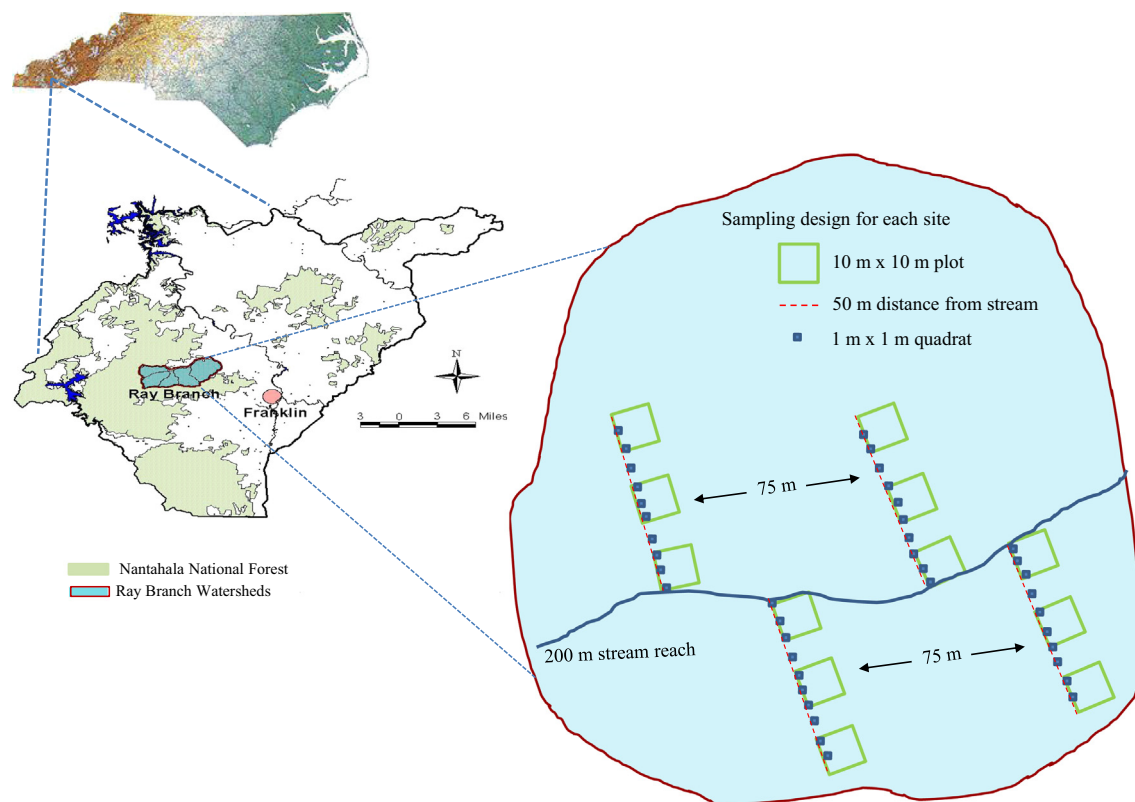 Sampling design for each site
10 m x 10 m plot
50 m distance from stream
1 m x 1 m quadrat
N
Ray Branch
Franklin
3 0 3 6 Miles
75 m
Nantahala National Forest
Ray Branch Watersheds
200 m stream reach
75 m